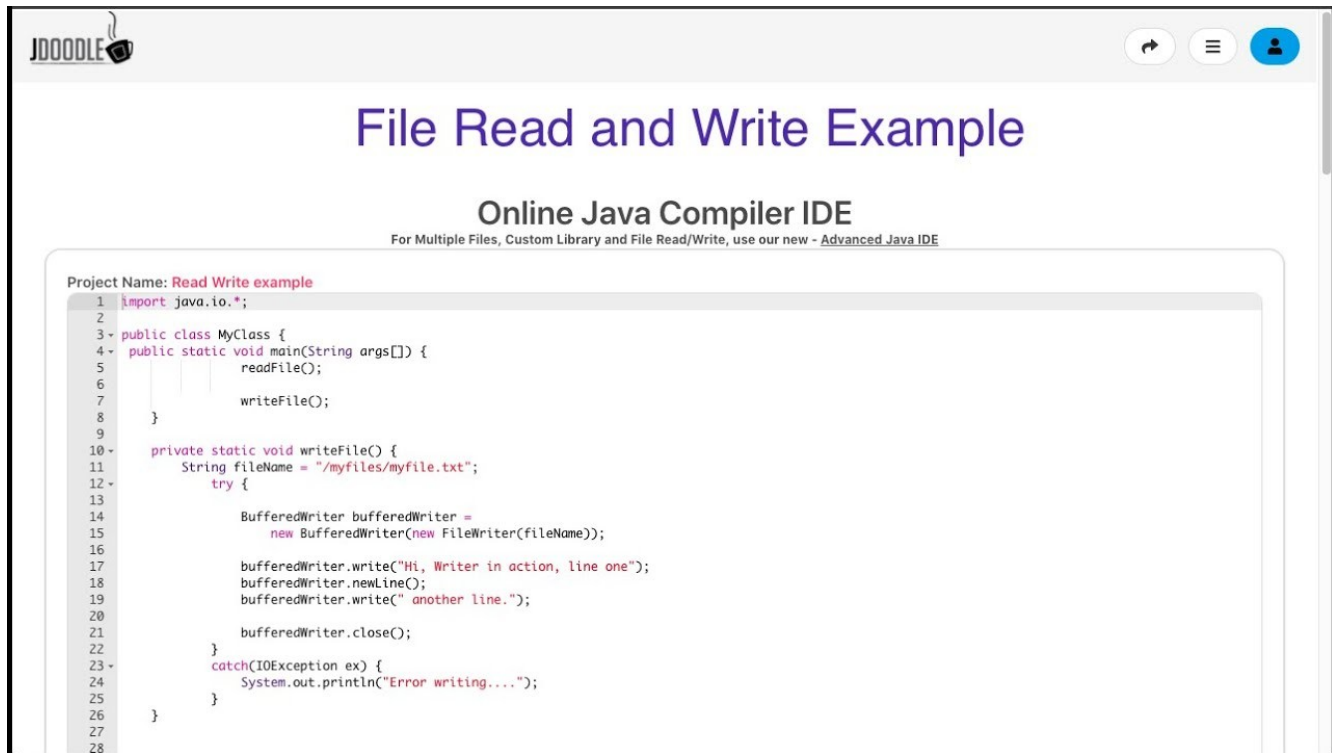 JDOODLE
File Read and Write Example
Online Java Compiler IDE
For Multiple Files, Custom Library and File Read/Write, use our new - Advanced Java IDE
Project Name: Read Write example
1 import java.io.*;
2
3 public class MyClass {
4 public static void main(String args[]) {
5 readFile();
6
7 writeFile();
8 }
9
10 private static void writeFile() {
11 String fileName = "/myfiles/myfile.txt";
12 try {
13
14 BufferedWriter bufferedWriter =
15 new BufferedWriter(new FileWriter(fileName));
16
17 bufferedWriter.write("Hi, Writer in action, line one");
18 bufferedWriter.newLine();
19 bufferedWriter.write(" another line.");
20
21 bufferedWriter.close();
22 }
23 catch(IOException ex) {
24 System.out.println("Error writing....");
25 }
26 }
27
28